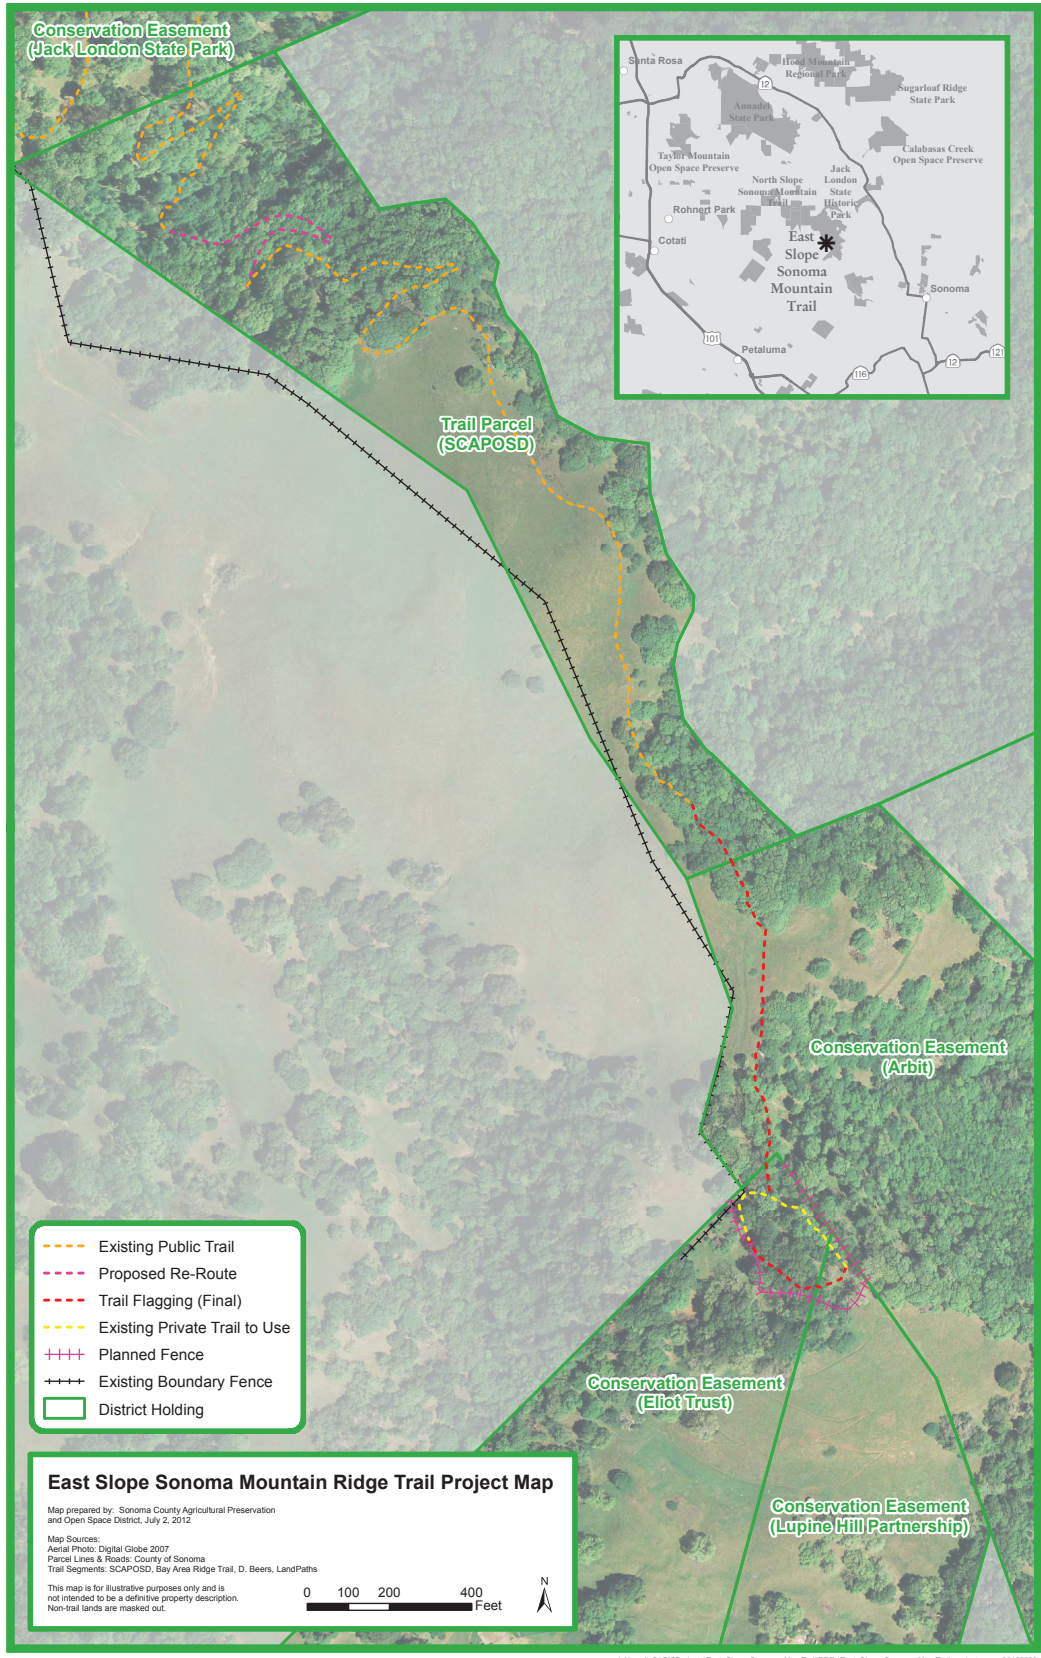 Conservation Easement
(Jack London State Park)
Santa Rosa
Hood Mountain
Regional Park
12
Sugarloaf Ridge
State Park
Annadel
State Park
Taylor Mountain
Open Space Preserve
Calabasas Creek
Open Space Preserve
North Slope
Sonoma Mountain
Trail
Jack
London
State
Historic
Park
Rohnert Park
Cotati
East
Slope
Sonoma
Mountain
Trail
Sonoma
101
Petaluma
116
12
121
Trail Parcel
(SCAPOSD)
Conservation Easement
(Arbit)
Existing Public Trail
Proposed Re-Route
Trail Flagging (Final)
Existing Private Trail to Use
Planned Fence
Existing Boundary Fence
District Holding
Conservation Easement
(Eliot Trust)
Conservation Easement
(Lupine Hill Partnership)
East Slope Sonoma Mountain Ridge Trail Project Map
Map prepared by: Sonoma County Agricultural Preservation
and Open Space District, July 2, 2012
Map Sources:
Aerial Photo: Digital Globe 2007
Parcel Lines & Roads: County of Sonoma
Trail Segments: SCAPOSD, Bay Area Ridge Trail, D. Beers, LandPaths
This map is for illustrative purposes only and is
not intended to be a definitive property description.
Non-trail lands are masked out.
0 100 200 400
Feet
N